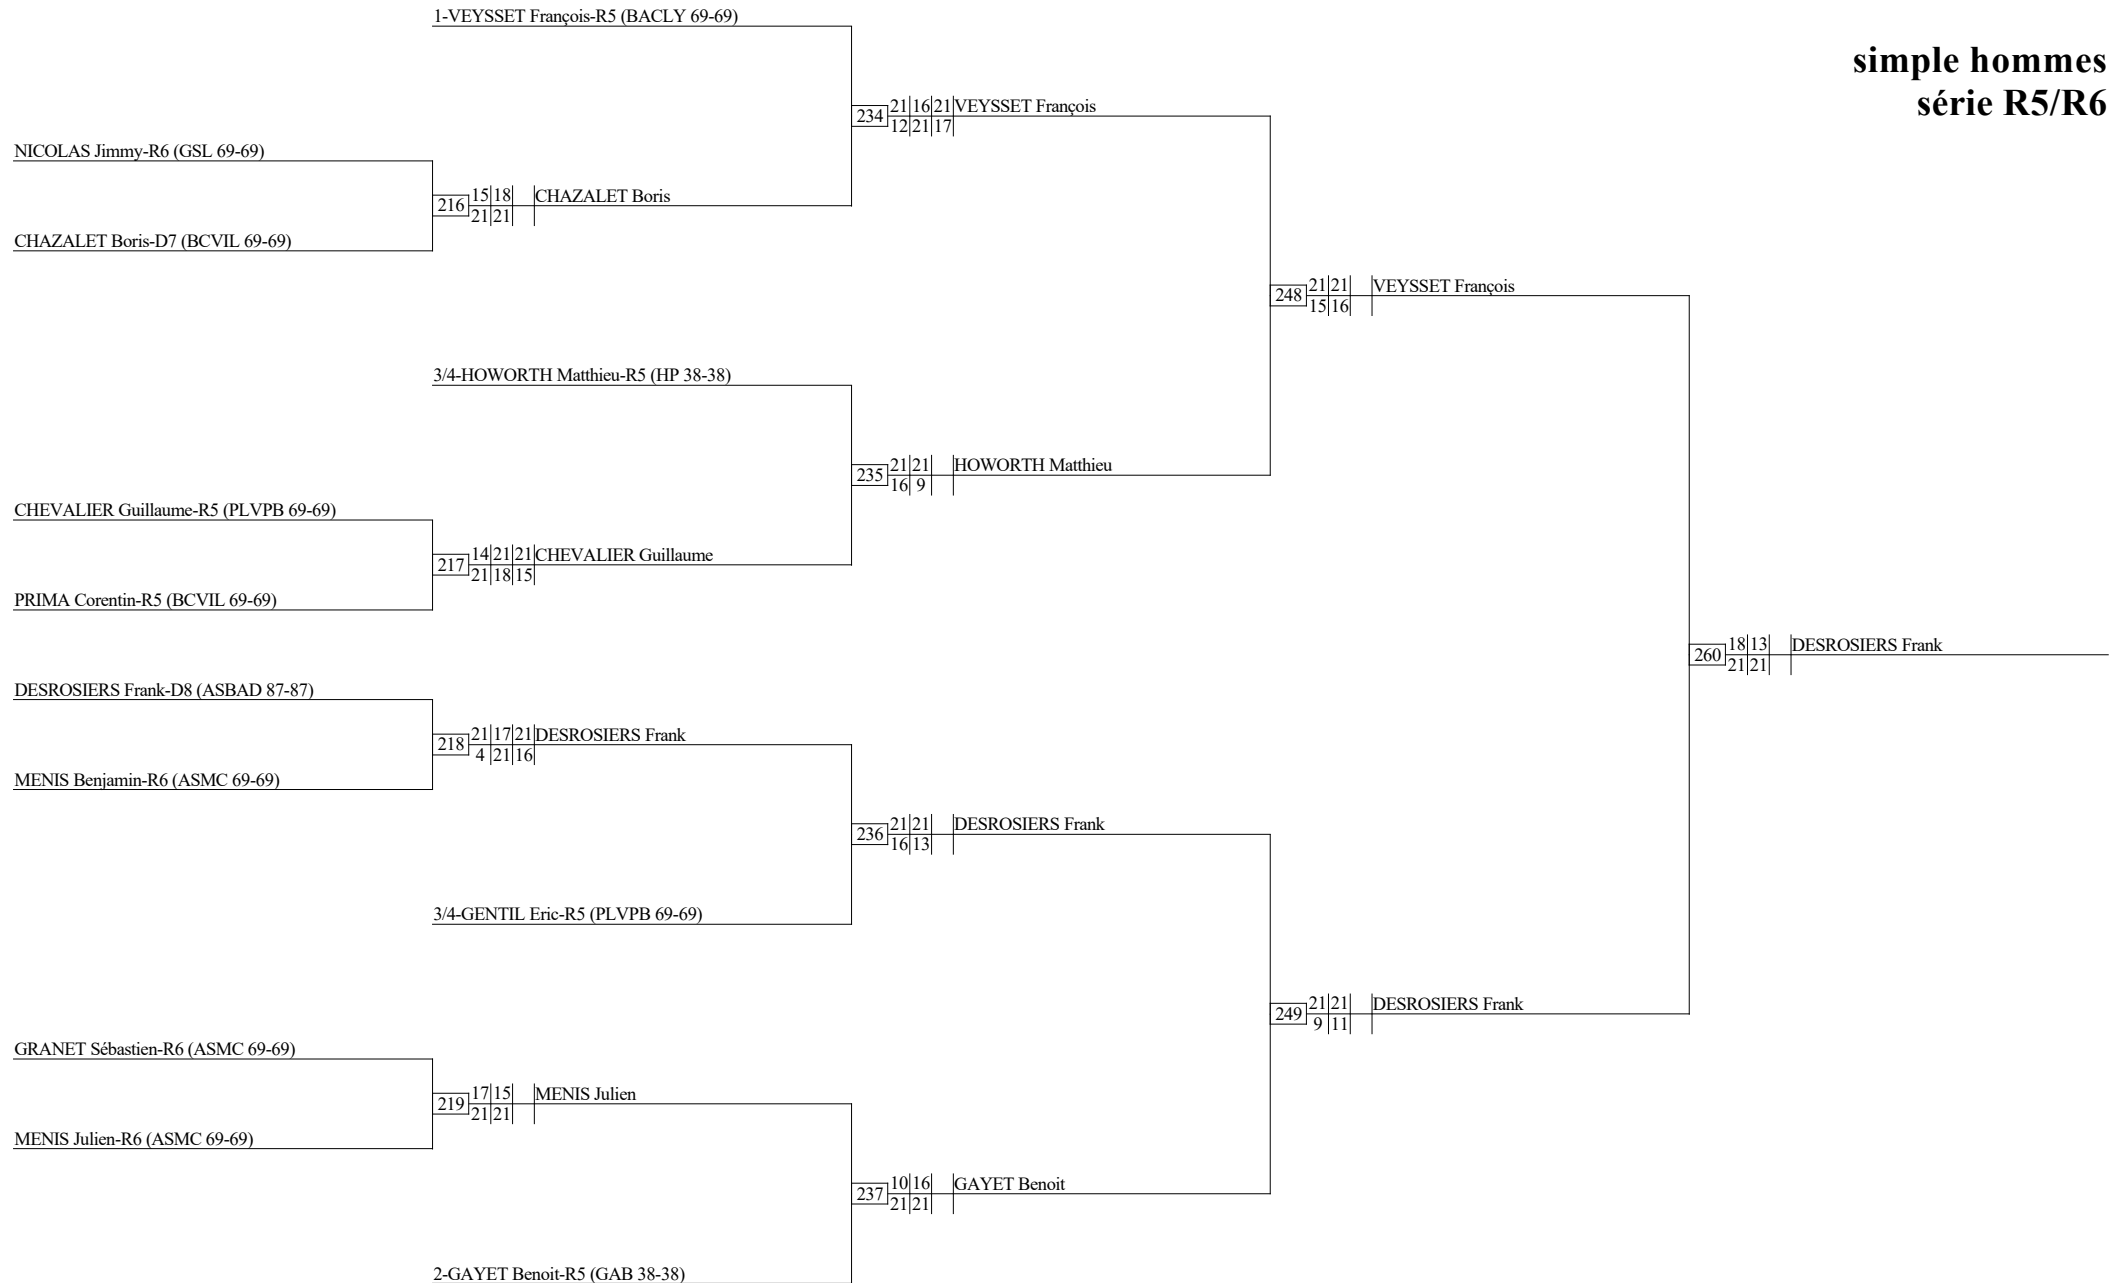 1-VEYSSET François-R5 (BACLY 69-69)
simple hommes
série R5/R6
234 21 16 21 VEYSSET François
12 21 17
NICOLAS Jimmy-R6 (GSL 69-69)
216 15 18 CHAZALET Boris
21 21
CHAZALET Boris-D7 (BCVIL 69-69)
248 21 21 VEYSSET François
15 16
3/4-HOWORTH Matthieu-R5 (HP 38-38)
235 21 21 HOWORTH Matthieu
16 9
CHEVALIER Guillaume-R5 (PLVPB 69-69)
217 14 21 21 CHEVALIER Guillaume
21 18 15
PRIMA Corentin-R5 (BCVIL 69-69)
260 18 13 DESROSIERS Frank
21 21
DESROSIERS Frank-D8 (ASBAD 87-87)
218 21 17 21 DESROSIERS Frank
4 21 16
MENIS Benjamin-R6 (ASMC 69-69)
236 21 21 DESROSIERS Frank
16 13
3/4-GENTIL Eric-R5 (PLVPB 69-69)
249 21 21 DESROSIERS Frank
9 11
GRANET Sébastien-R6 (ASMC 69-69)
219 17 15 MENIS Julien
21 21
MENIS Julien-R6 (ASMC 69-69)
237 10 16 GAYET Benoit
21 21
2-GAYET Benoit-R5 (GAB 38-38)